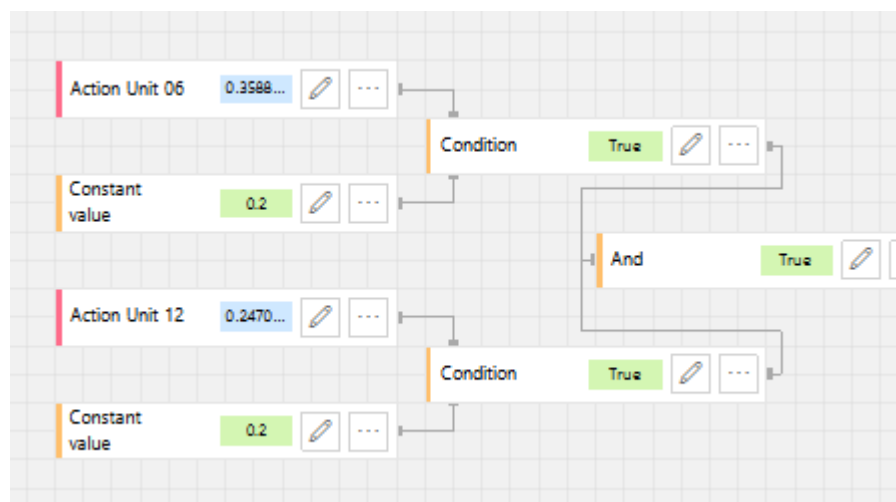 Action Unit 06 0.3588... ...
Condition True ...
Constant
value 0.2 ...
And True
Action Unit 12 0.2470... ...
Condition True ...
Constant
value 0.2 ...